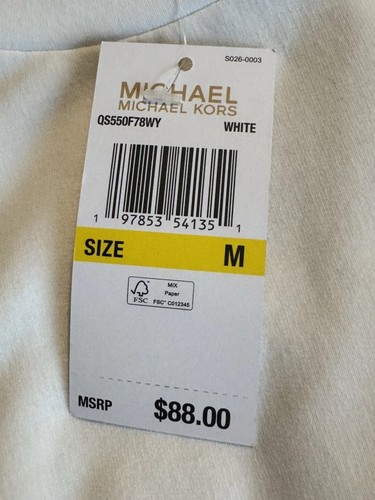 S026-0003
MICHAEL
MICHAEL KORS
QS550F78WY WHITE
1 97853 54135 1
SIZE M
FSC
MIX
Paper
FSC® C012345
MSRP $88.00